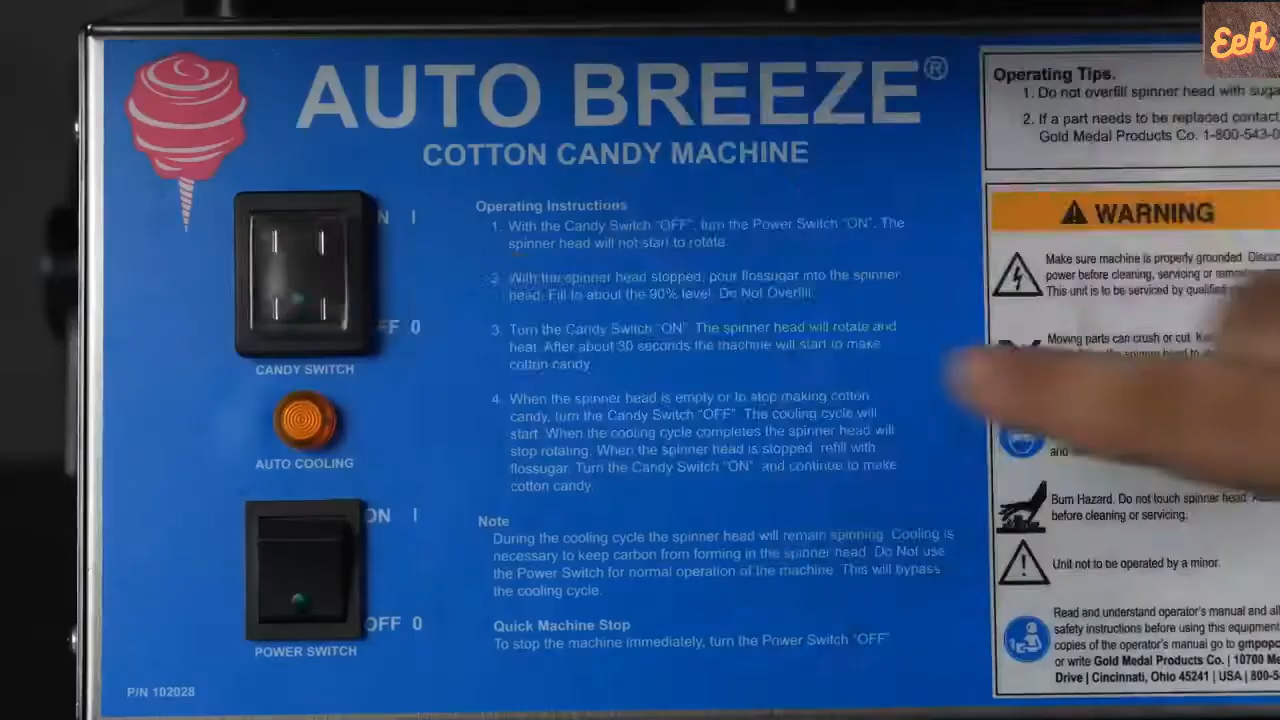 EeR
AUTO BREEZE®
COTTON CANDY MACHINE
ON I
OFF 0
CANDY SWITCH
AUTO COOLING
ON I
OFF 0
POWER SWITCH
P/N 102028
Operating Instructions
1. With the Candy Switch "OFF", turn the Power Switch "ON". The
spinner head will not start to rotate.
2. With the spinner head stopped, pour flossugar into the spinner
head. Fill to about the 90% level. Do Not Overfill.
3. Turn the Candy Switch "ON". The spinner head will rotate and
heat. After about 30 seconds the machine will start to make
cotton candy.
4. When the spinner head is empty or to stop making cotton
candy, turn the Candy Switch "OFF". The cooling cycle will
start. When the cooling cycle completes the spinner head will
stop rotating. When the spinner head is stopped, refill with
flossugar. Turn the Candy Switch "ON" and continue to make
cotton candy.
Note
During the cooling cycle the spinner head will remain spinning. Cooling is
necessary to keep carbon from forming in the spinner head. Do Not use
the Power Switch for normal operation of the machine. This will bypass
the cooling cycle.
Quick Machine Stop
To stop the machine immediately, turn the Power Switch "OFF"
Operating Tips.
1. Do not overfill spinner head with
2. If a part needs to be replaced contact
Gold Medal Products Co. 1-800-543-0
WARNING
Make sure machine is properly grounded.
power before cleaning, servicing or
This unit is to be serviced by
Moving parts can crush or cut.
and
Burn Hazard. Do not touch spinner head
before cleaning or servicing.
Unit not to be operated by a minor.
Read and understand operator's manual and
safety instructions before using this equipment
copies of the operator's manual go to
or write Gold Medal Products Co. | 10700
Drive | Cincinnati, Ohio 45241 | USA |